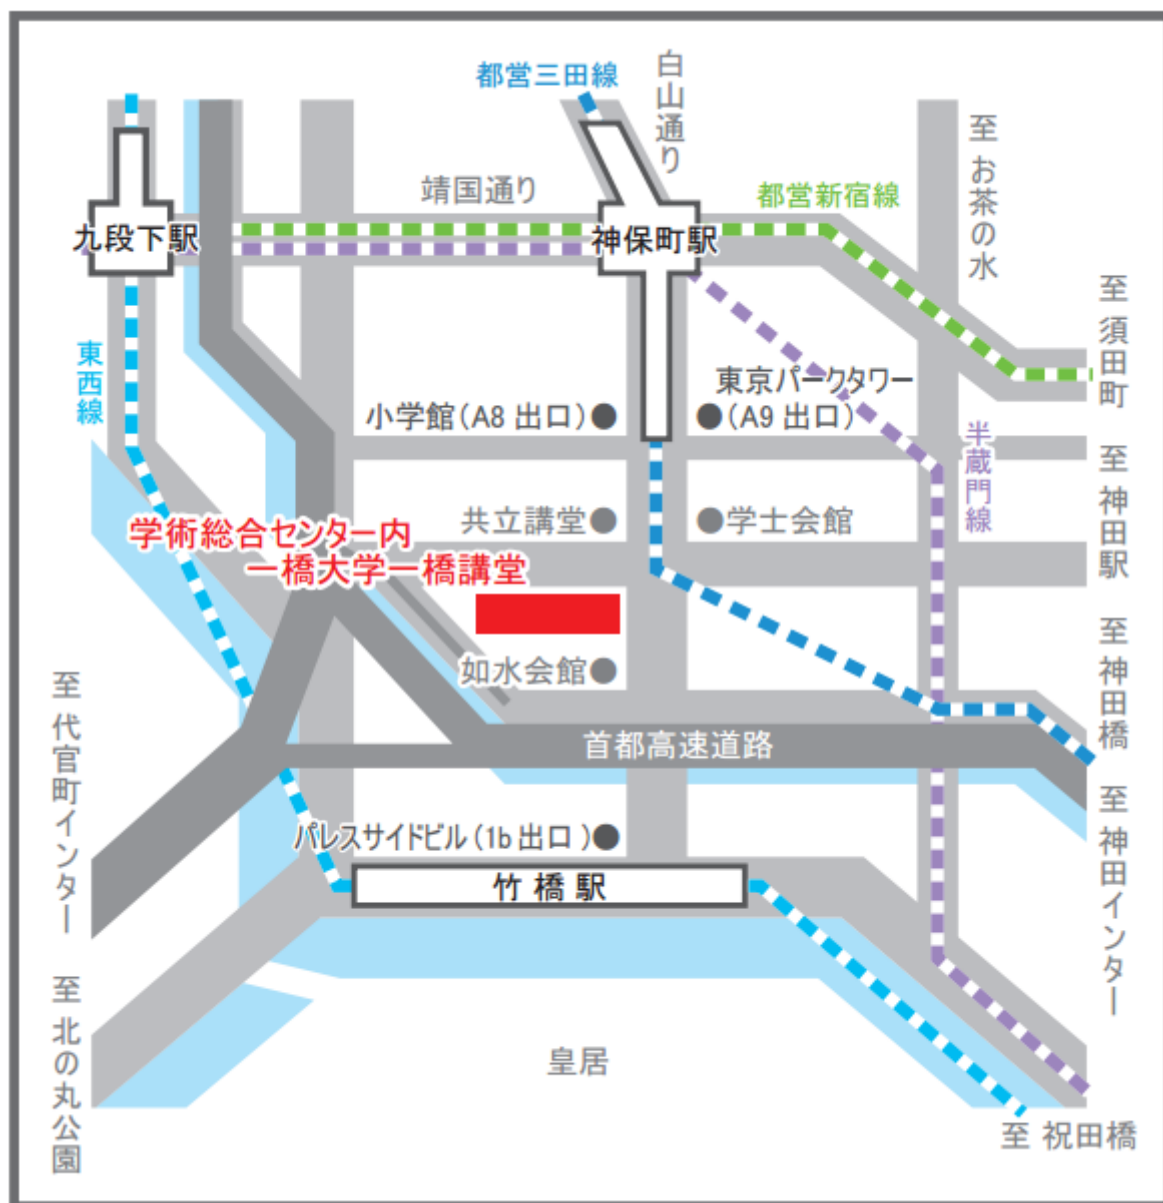 都営三田線
白山通り
至 お茶の水
靖国通り
都営新宿線
九段下駅
神保町駅
至 須田町
東西線
東京パークタワー
小学館（A8 出口）●
●（A9 出口）
半蔵門線
至 神田駅
共立講堂●
●学士会館
学術総合センター内
一橋大学一橋講堂
至 神田橋
如水会館●
至 代官町インター
首都高速道路
至 神田インター
パレスサイドビル（1b 出口 ）●
竹 橋 駅
至 北の丸公園
皇居
至 祝田橋